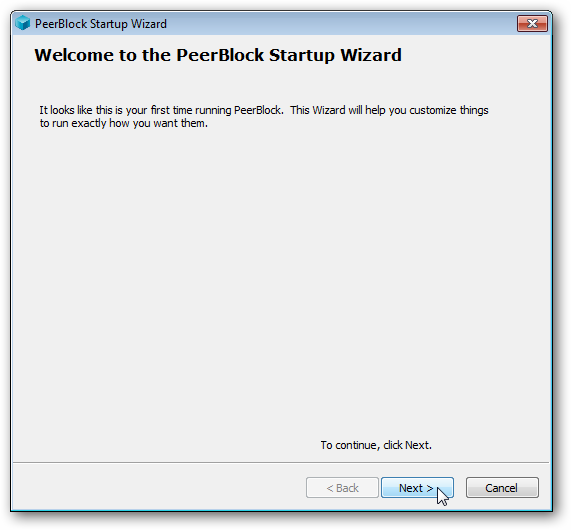 PeerBlock Startup Wizard
Welcome to the PeerBlock Startup Wizard
It looks like this is your first time running PeerBlock.  This Wizard will help you customize things
to run exactly how you want them.
To continue, click Next.
< Back
Next >
Cancel